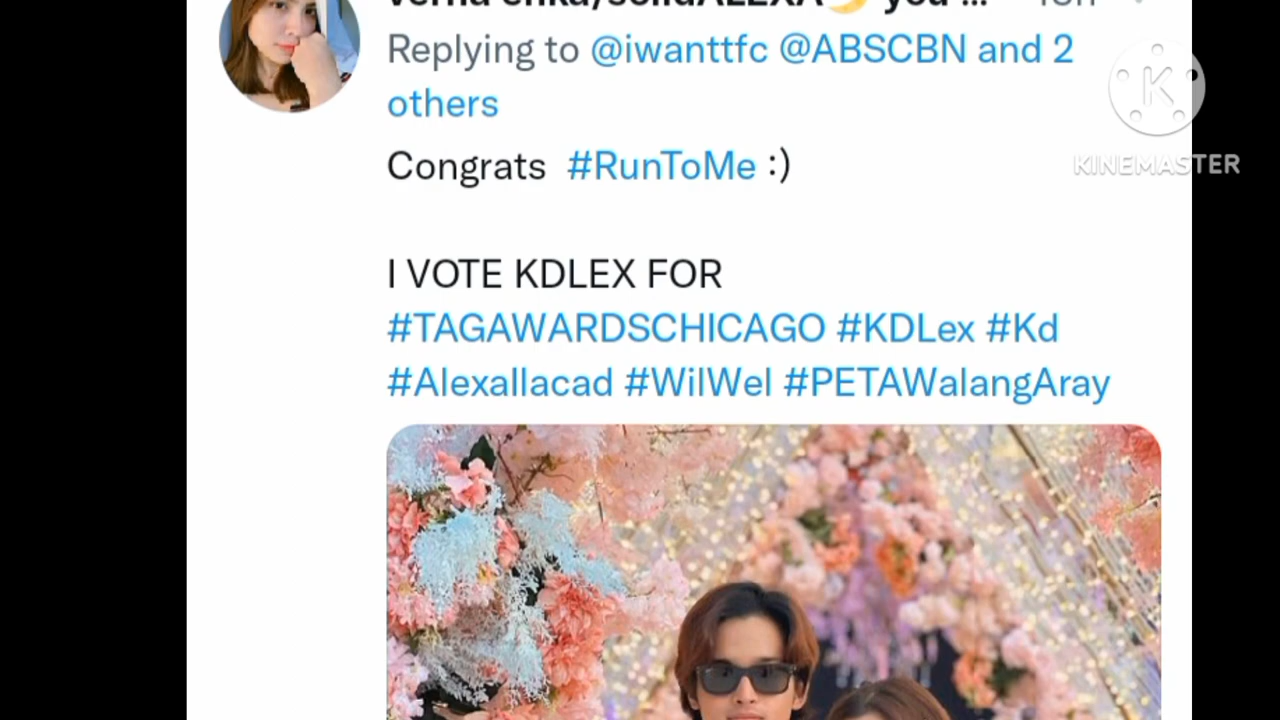 Replying to @iwanttfc @ABSCBN and 2
others
Congrats #RunToMe :)
I VOTE KDLEX FOR
#TAGAWARDSCHICAGO #KDLex #Kd
#Alexallacad #WilWel #PETAWalangAray
K
KINEMASTER